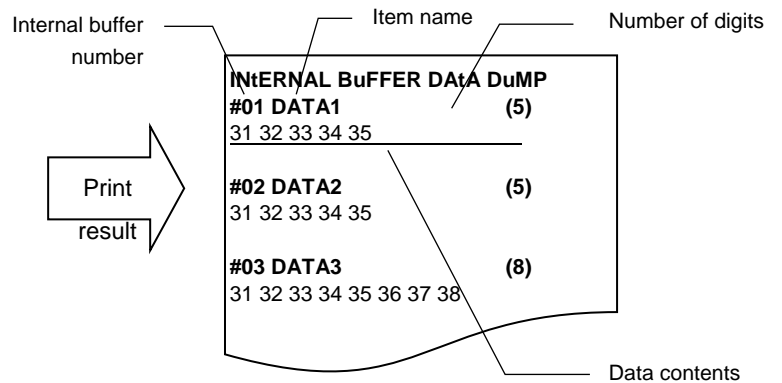 Internal buffer
number
Item name
Number of digits
INtERNAL BuFFER DAtA DuMP
#01 DATA1 (5)
31 32 33 34 35
#02 DATA2 (5)
31 32 33 34 35
#03 DATA3 (8)
31 32 33 34 35 36 37 38
Print
result
Data contents